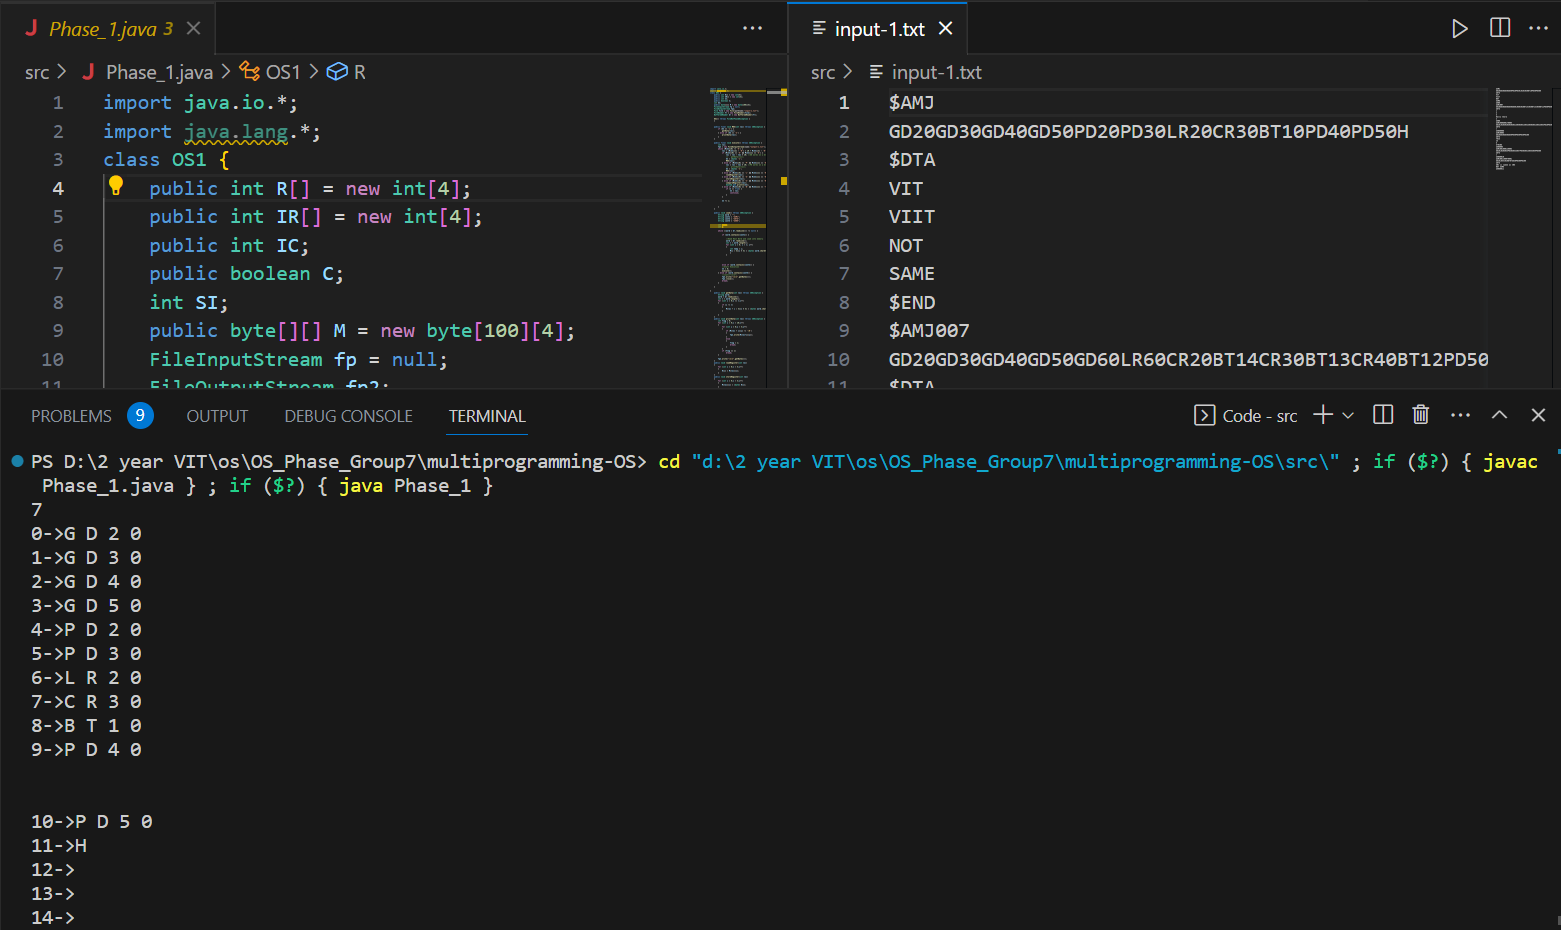 Phase_1.java 3
src > Phase_1.java > OS1 > R
1 import java.io.*;
2 import java.lang.*;
3 class OS1 {
4 public int R[] = new int[4];
5 public int IR[] = new int[4];
6 public int IC;
7 public boolean C;
8 int SI;
9 public byte[][] M = new byte[100][4];
10 FileInputStream fp = null;
11 FileOutputStream fp2;
input-1.txt
src > input-1.txt
1 $AMJ
2 GD20GD30GD40GD50PD20PD30LR20CR30BT10PD40PD50H
3 $DTA
4 VIT
5 VIIT
6 NOT
7 SAME
8 $END
9 $AMJ007
10 GD20GD30GD40GD50GD60LR60CR20BT14CR30BT13CR40BT12PD50
11 $DTA
PROBLEMS 9 OUTPUT DEBUG CONSOLE TERMINAL Code - src
PS D:\2 year VIT\os\OS_Phase_Group7\multiprogramming-OS> cd "d:\2 year VIT\os\OS_Phase_Group7\multiprogramming-OS\src\" ; if ($?) { javac
Phase_1.java } ; if ($?) { java Phase_1 }
7
0->G D 2 0
1->G D 3 0
2->G D 4 0
3->G D 5 0
4->P D 2 0
5->P D 3 0
6->L R 2 0
7->C R 3 0
8->B T 1 0
9->P D 4 0
10->P D 5 0
11->H
12->
13->
14->